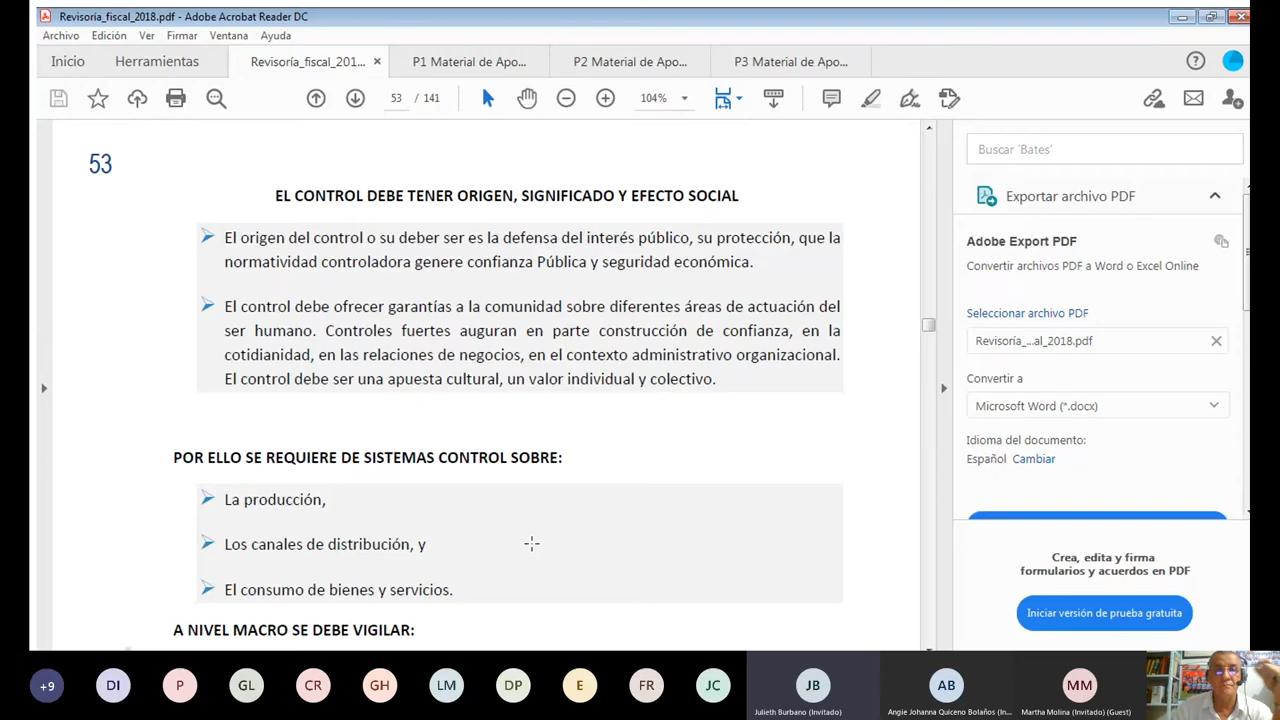 Revisoría_fiscal_2018.pdf - Adobe Acrobat Reader DC
Archivo Edición Ver Firmar Ventana Ayuda
Inicio Herramientas Revisoría_fiscal_201... × P1 Material de Apo... P2 Material de Apo... P3 Material de Apo...
53 / 141 104%
53
EL CONTROL DEBE TENER ORIGEN, SIGNIFICADO Y EFECTO SOCIAL
El origen del control o su deber ser es la defensa del interés público, su protección, que la
normatividad controladora genere confianza Pública y seguridad económica.
El control debe ofrecer garantías a la comunidad sobre diferentes áreas de actuación del
ser humano. Controles fuertes auguran en parte construcción de confianza, en la
cotidianidad, en las relaciones de negocios, en el contexto administrativo organizacional.
El control debe ser una apuesta cultural, un valor individual y colectivo.
POR ELLO SE REQUIERE DE SISTEMAS CONTROL SOBRE:
La producción,
Los canales de distribución, y
El consumo de bienes y servicios.
A NIVEL MACRO SE DEBE VIGILAR:
Buscar 'Bates'
Exportar archivo PDF
Adobe Export PDF
Convertir archivos PDF a Word o Excel Online
Seleccionar archivo PDF
Revisoría_...al_2018.pdf
Convertir a
Microsoft Word (*.docx)
Idioma del documento:
Español Cambiar
Crea, edita y firma
formularios y acuerdos en PDF
Iniciar versión de prueba gratuita
+9 DI P GL CR GH LM DP E FR JC JB AB MM
Julieth Burbano (Invitado) Angie Johanna Quiceno Bolaños (In... Martha Molina (Invitado) (Guest)